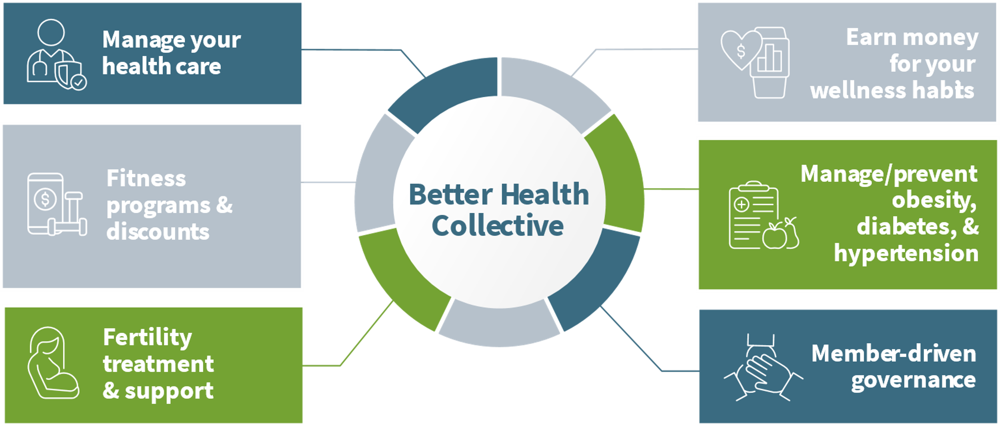 Manage your
health care
Fitness
programs &
discounts
Fertility
treatment
& support
Better Health
Collective
Earn money
for your
wellness habits
Manage/prevent
obesity,
diabetes, &
hypertension
Member-driven
governance
$
$